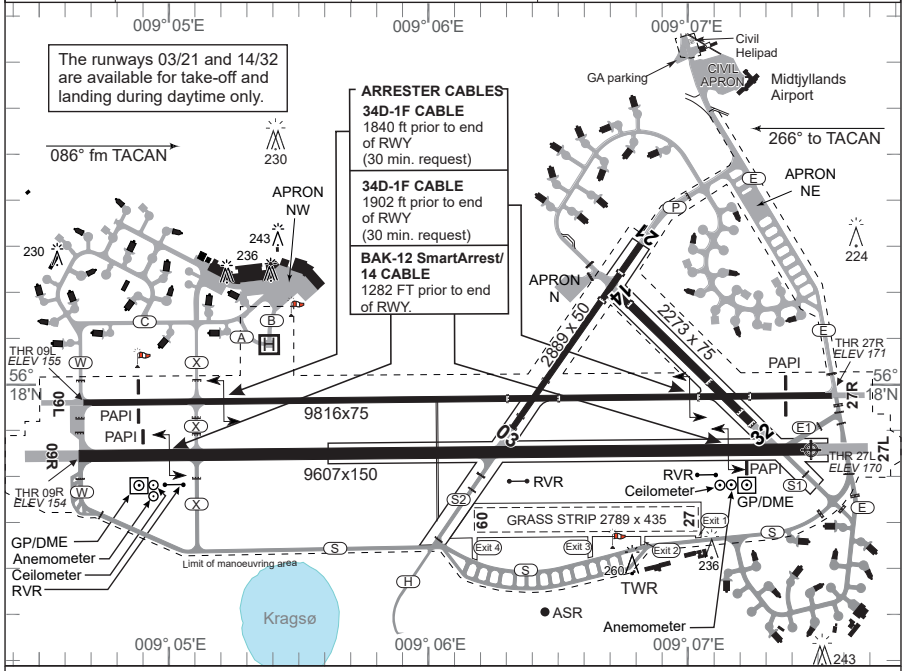 009°05'E
009°06'E
009°07'E
The runways 03/21 and 14/32
are available for take-off and
landing during daytime only.
Civil
Helipad
GA parking
CIVIL
APRON
Midtjyllands
Airport
ARRESTER CABLES
34D-1F CABLE
1840 ft prior to end
of RWY
(30 min. request)
34D-1F CABLE
1902 ft prior to end
of RWY
(30 min. request)
BAK-12 SmartArrest/
14 CABLE
1282 FT prior to end
of RWY.
086° fm TACAN
230
266° to TACAN
APRON
NW
APRON
NE
E
P
243
236
230
224
21
APRON
N
14
2889 x 50
2273 x 75
C
B
A
H
E
THR 09L
ELEV 155
W
X
THR 27R
ELEV 171
PAPI
56°
18'N
56°
18'N
09L
PAPI
9816x75
27R
PAPI
X
03
32
E1
09R
9607x150
27L
THR 27L
ELEV 170
THR 09R
ELEV 154
W
X
S2
RVR
RVR
PAPI
Ceilometer
GP/DME
S1
E
GP/DME
Anemometer
Ceilometer
RVR
09
GRASS STRIP 2789 x 435
27
Exit 1
S
S
Exit 4
Exit 3
Exit 2
Limit of manoeuvring area
S
260
236
TWR
H
Kragsø
ASR
Anemometer
243
009°05'E
009°06'E
009°07'E